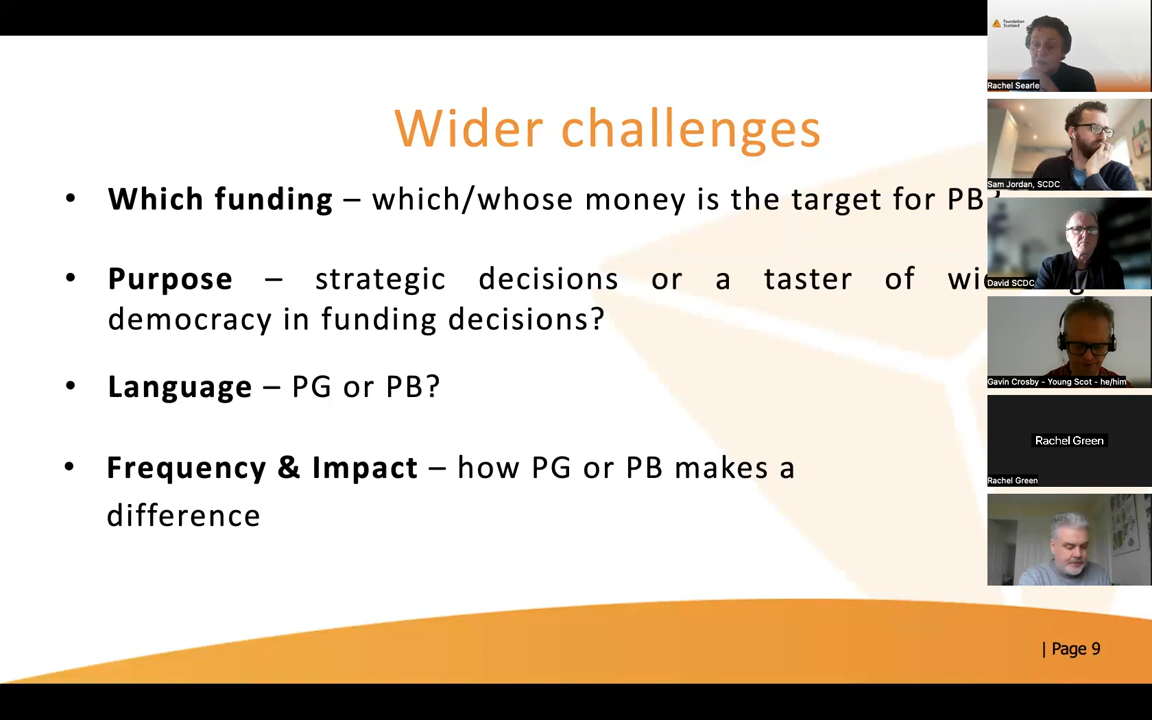 Wider challenges
• Which funding – which/whose money is the target for PB?
• Purpose – strategic decisions or a taster of
democracy in funding decisions?
• Language – PG or PB?
• Frequency & Impact – how PG or PB makes a
difference
| Page 9
Foundation
Scotland
Rachel Searle
Sam Jordan, SCDC
David SCDC
Gavin Crosby - Young Scot - he/him
Rachel Green
Rachel Green